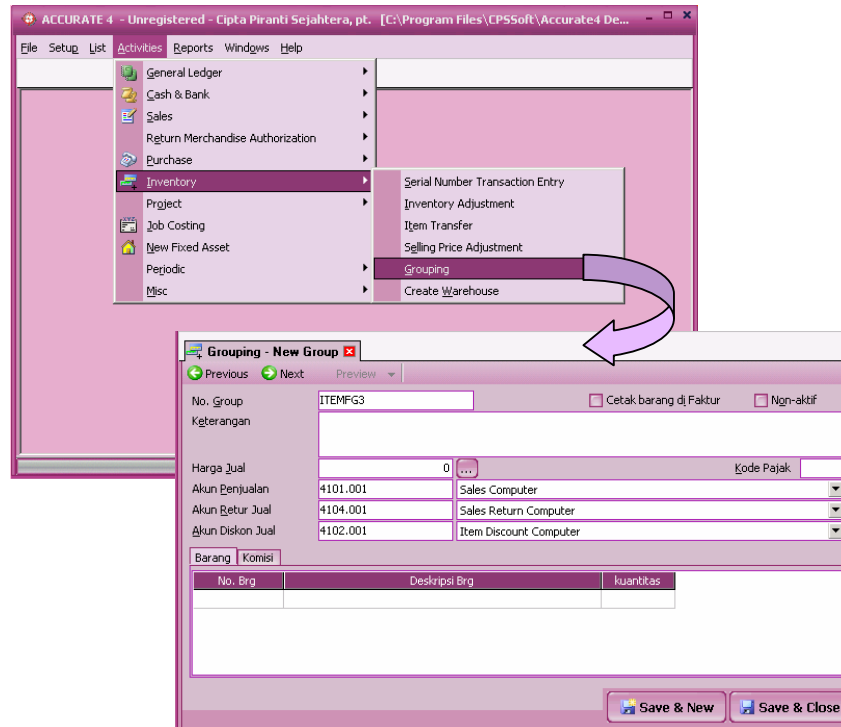 ACCURATE 4 - Unregistered - Cipta Piranti Sejahtera, pt. [C:\Program Files\CPSSoft\Accurate4 De...
File Setup List Activities Reports Windows Help
General Ledger
Cash & Bank
Sales
Return Merchandise Authorization
Purchase
Inventory
Project
Job Costing
New Fixed Asset
Periodic
Misc
Serial Number Transaction Entry
Inventory Adjustment
Item Transfer
Selling Price Adjustment
Grouping
Create Warehouse
Grouping - New Group
Previous Next Preview
No. Group ITEMFG3 Cetak barang di Faktur Non-aktif
Keterangan
Harga Jual 0 ... Kode Pajak
Akun Penjualan 4101.001 Sales Computer
Akun Retur Jual 4104.001 Sales Return Computer
Akun Diskon Jual 4102.001 Item Discount Computer
Barang Komisi
No. Brg Deskripsi Brg kuantitas
Save & New Save & Close